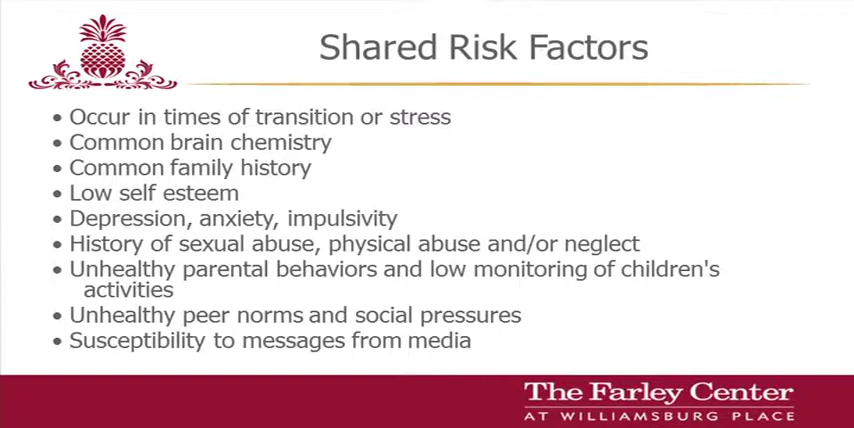 Shared Risk Factors
• Occur in times of transition or stress
• Common brain chemistry
• Common family history
• Low self esteem
• Depression, anxiety, impulsivity
• History of sexual abuse, physical abuse and/or neglect
• Unhealthy parental behaviors and low monitoring of children's
activities
• Unhealthy peer norms and social pressures
• Susceptibility to messages from media
The Farley Center
AT WILLIAMSBURG PLACE